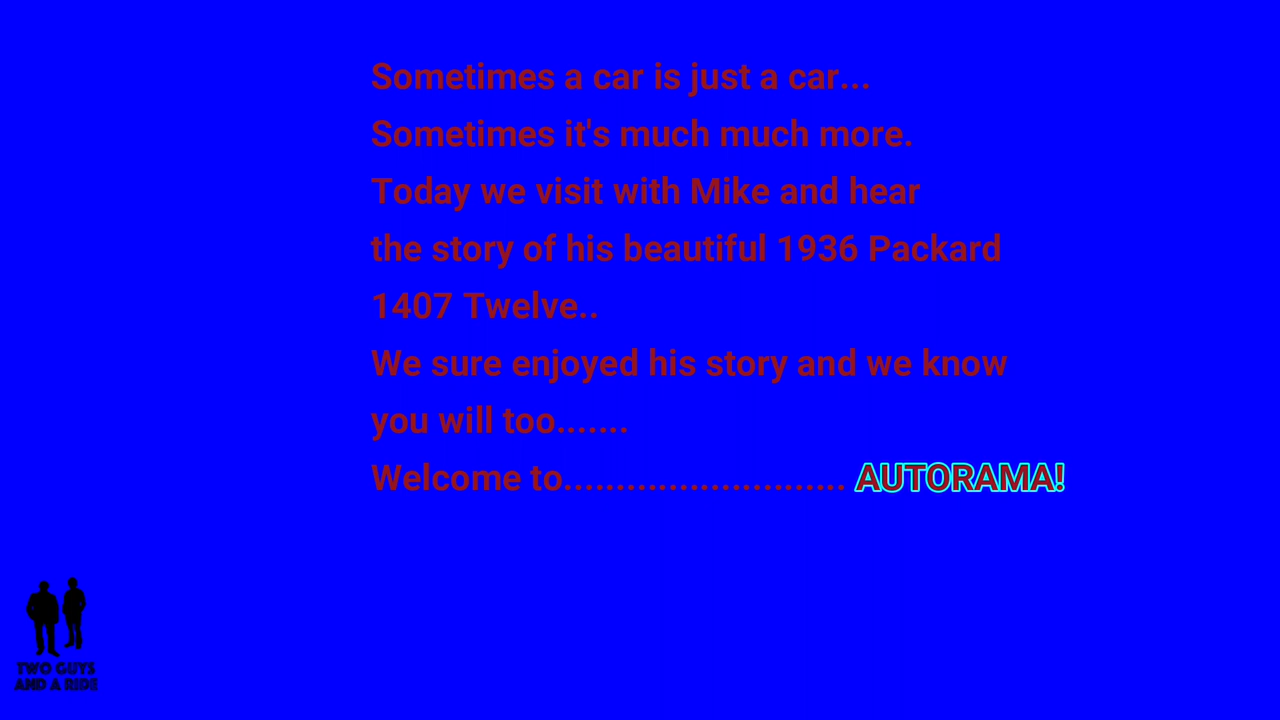 Sometimes a car is just a car...
Sometimes it's much much more.
Today we visit with Mike and hear
the story of his beautiful 1936 Packard
1407 Twelve..
We sure enjoyed his story and we know
you will too.......
Welcome to........................... AUTORAMA!
TWO GUYS
AND A RIDE